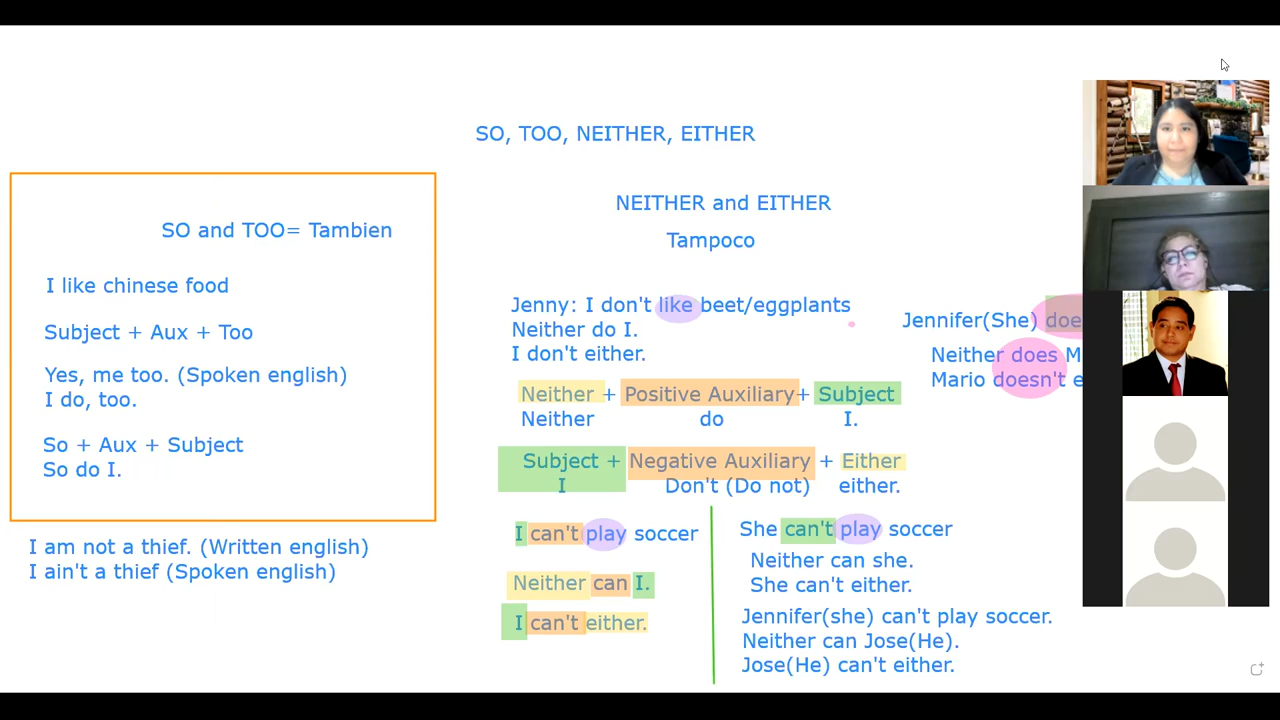 SO, TOO, NEITHER, EITHER
SO and TOO= Tambien
I like chinese food
Subject + Aux + Too
Yes, me too. (Spoken english)
I do, too.
So + Aux + Subject
So do I.
I am not a thief. (Written english)
I ain't a thief (Spoken english)
NEITHER and EITHER
Tampoco
Jenny: I don't like beet/eggplants
Neither do I.
I don't either.
Neither + Positive Auxiliary+ Subject
Neither do I.
Subject + Negative Auxiliary + Either
I Don't (Do not) either.
I can't play soccer
Neither can I.
I can't either.
She can't play soccer
Neither can she.
She can't either.
Jennifer(she) can't play soccer.
Neither can Jose(He).
Jose(He) can't either.
Jennifer(She)
Neither does
Mario doesn't